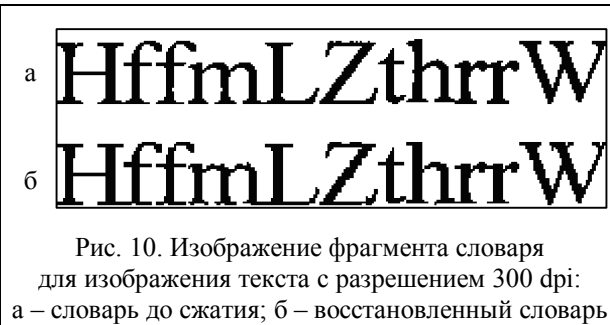 а HffmLZthrrW
б HffmLZthrrW
Рис. 10. Изображение фрагмента словаря
для изображения текста с разрешением 300 dpi:
а – словарь до сжатия; б – восстановленный словарь